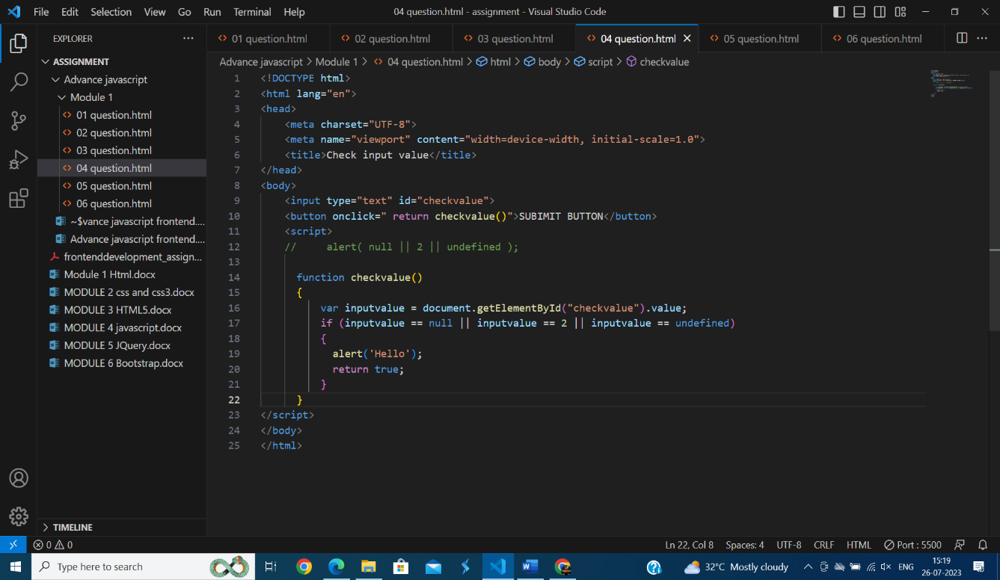 File Edit Selection View Go Run Terminal Help 04 question.html - assignment - Visual Studio Code
EXPLORER ...
01 question.html 02 question.html 03 question.html 04 question.html 05 question.html 06 question.html ...
Advance javascript > Module 1 > 04 question.html > html > body > script > checkvalue
ASSIGNMENT
Advance javascript
Module 1
01 question.html
02 question.html
03 question.html
04 question.html
05 question.html
06 question.html
~$vance javascript frontend....
Advance javascript frontend....
frontenddevelopment_assign...
Module 1 Html.docx
MODULE 2 css and css3.docx
MODULE 3 HTML5.docx
MODULE 4 javascript.docx
MODULE 5 JQuery.docx
MODULE 6 Bootstrap.docx
TIMELINE
1 <!DOCTYPE html>
2 <html lang="en">
3 <head>
4 <meta charset="UTF-8">
5 <meta name="viewport" content="width=device-width, initial-scale=1.0">
6 <title>Check input value</title>
7 </head>
8 <body>
9 <input type="text" id="checkvalue">
10 <button onclick=" return checkvalue()">SUBIMIT BUTTON</button>
11 <script>
12 // alert( null || 2 || undefined );
13
14 function checkvalue()
15 {
16 var inputvalue = document.getElementById("checkvalue").value;
17 if (inputvalue == null || inputvalue == 2 || inputvalue == undefined)
18 {
19 alert('Hello');
20 return true;
21 }
22 }
23 </script>
24 </body>
25 </html>
0 0 Ln 22, Col 8 Spaces: 4 UTF-8 CRLF HTML Port : 5500
Type here to search 32°C Mostly cloudy ENG 15:19
26-07-2023